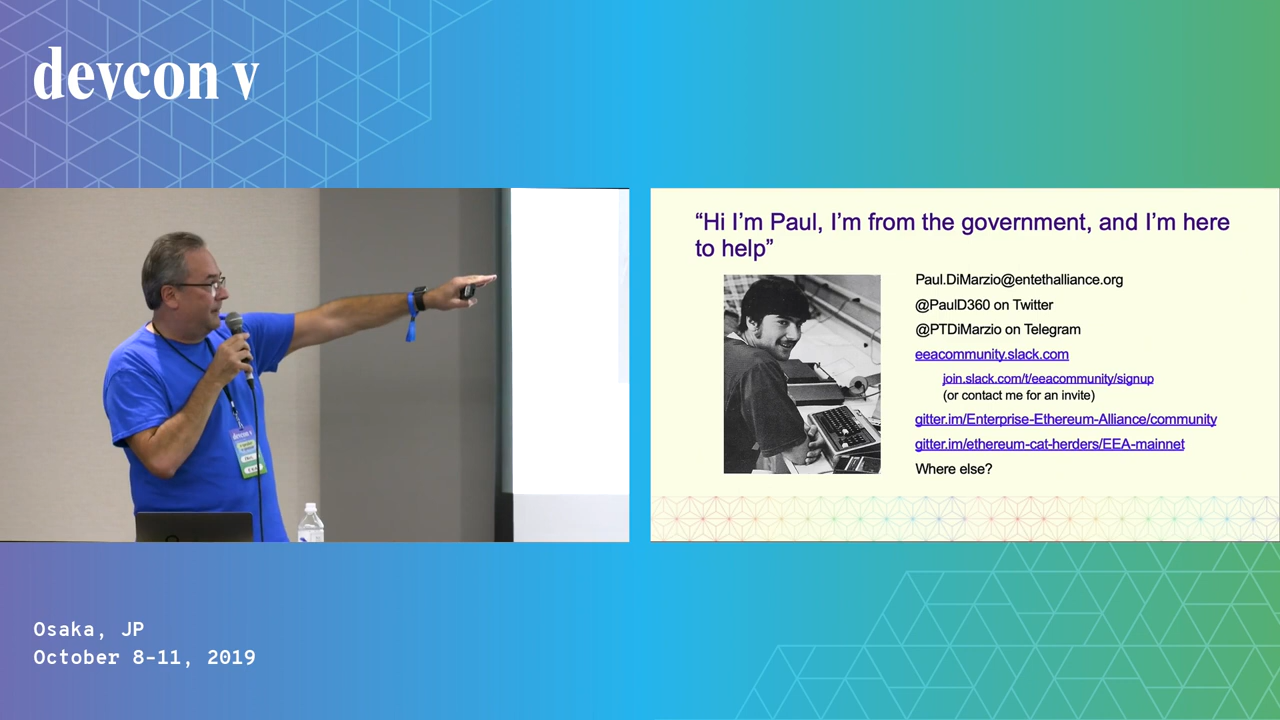 devcon v
“Hi I’m Paul, I’m from the government, and I’m here
to help”
Paul.DiMarzio@entethalliance.org
@PaulD360 on Twitter
@PTDiMarzio on Telegram
eeacommunity.slack.com
join.slack.com/t/eeacommunity/signup
(or contact me for an invite)
gitter.im/Enterprise-Ethereum-Alliance/community
gitter.im/ethereum-cat-herders/EEA-mainnet
Where else?
devcon v
Osaka, JP
October 8-11, 2019